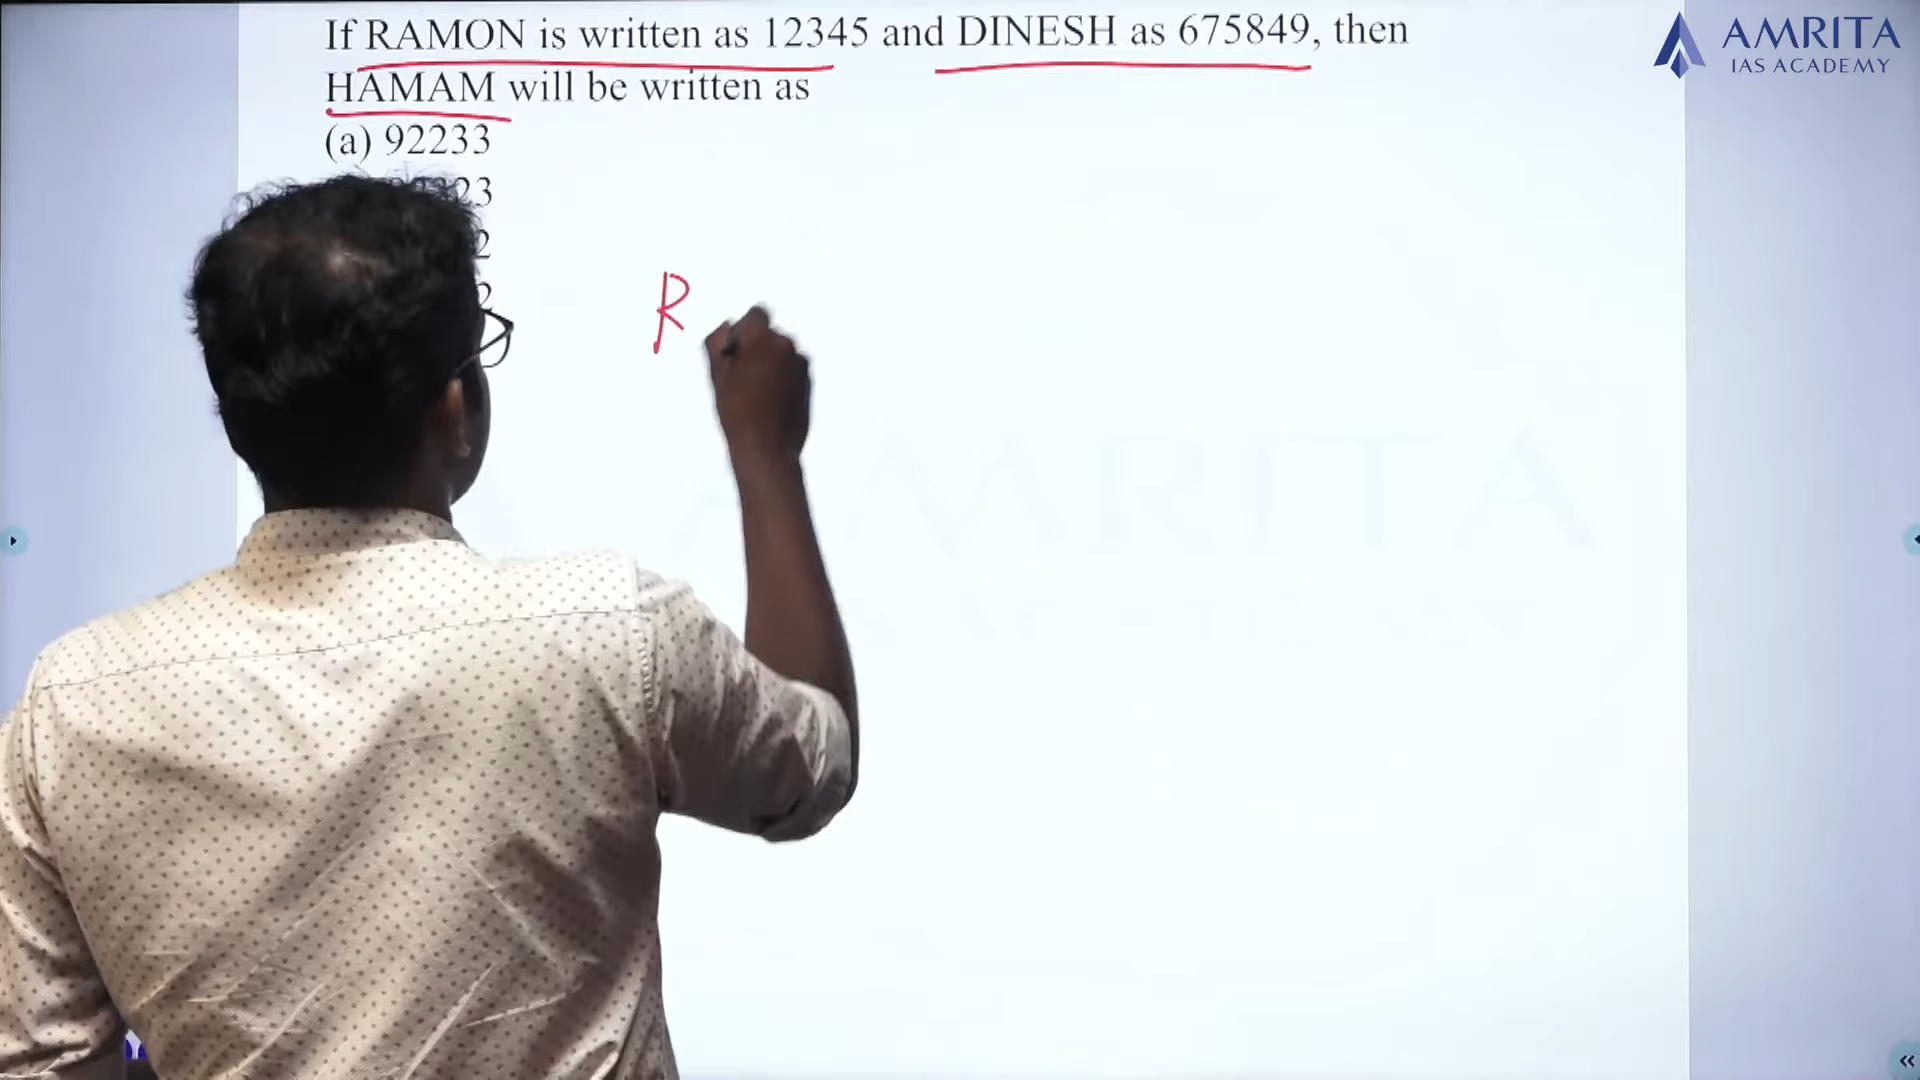 If RAMON is written as 12345 and DINESH as 675849, then
HAMAM will be written as
(a) 92233
R
AMRITA
IAS ACADEMY
AMRITA